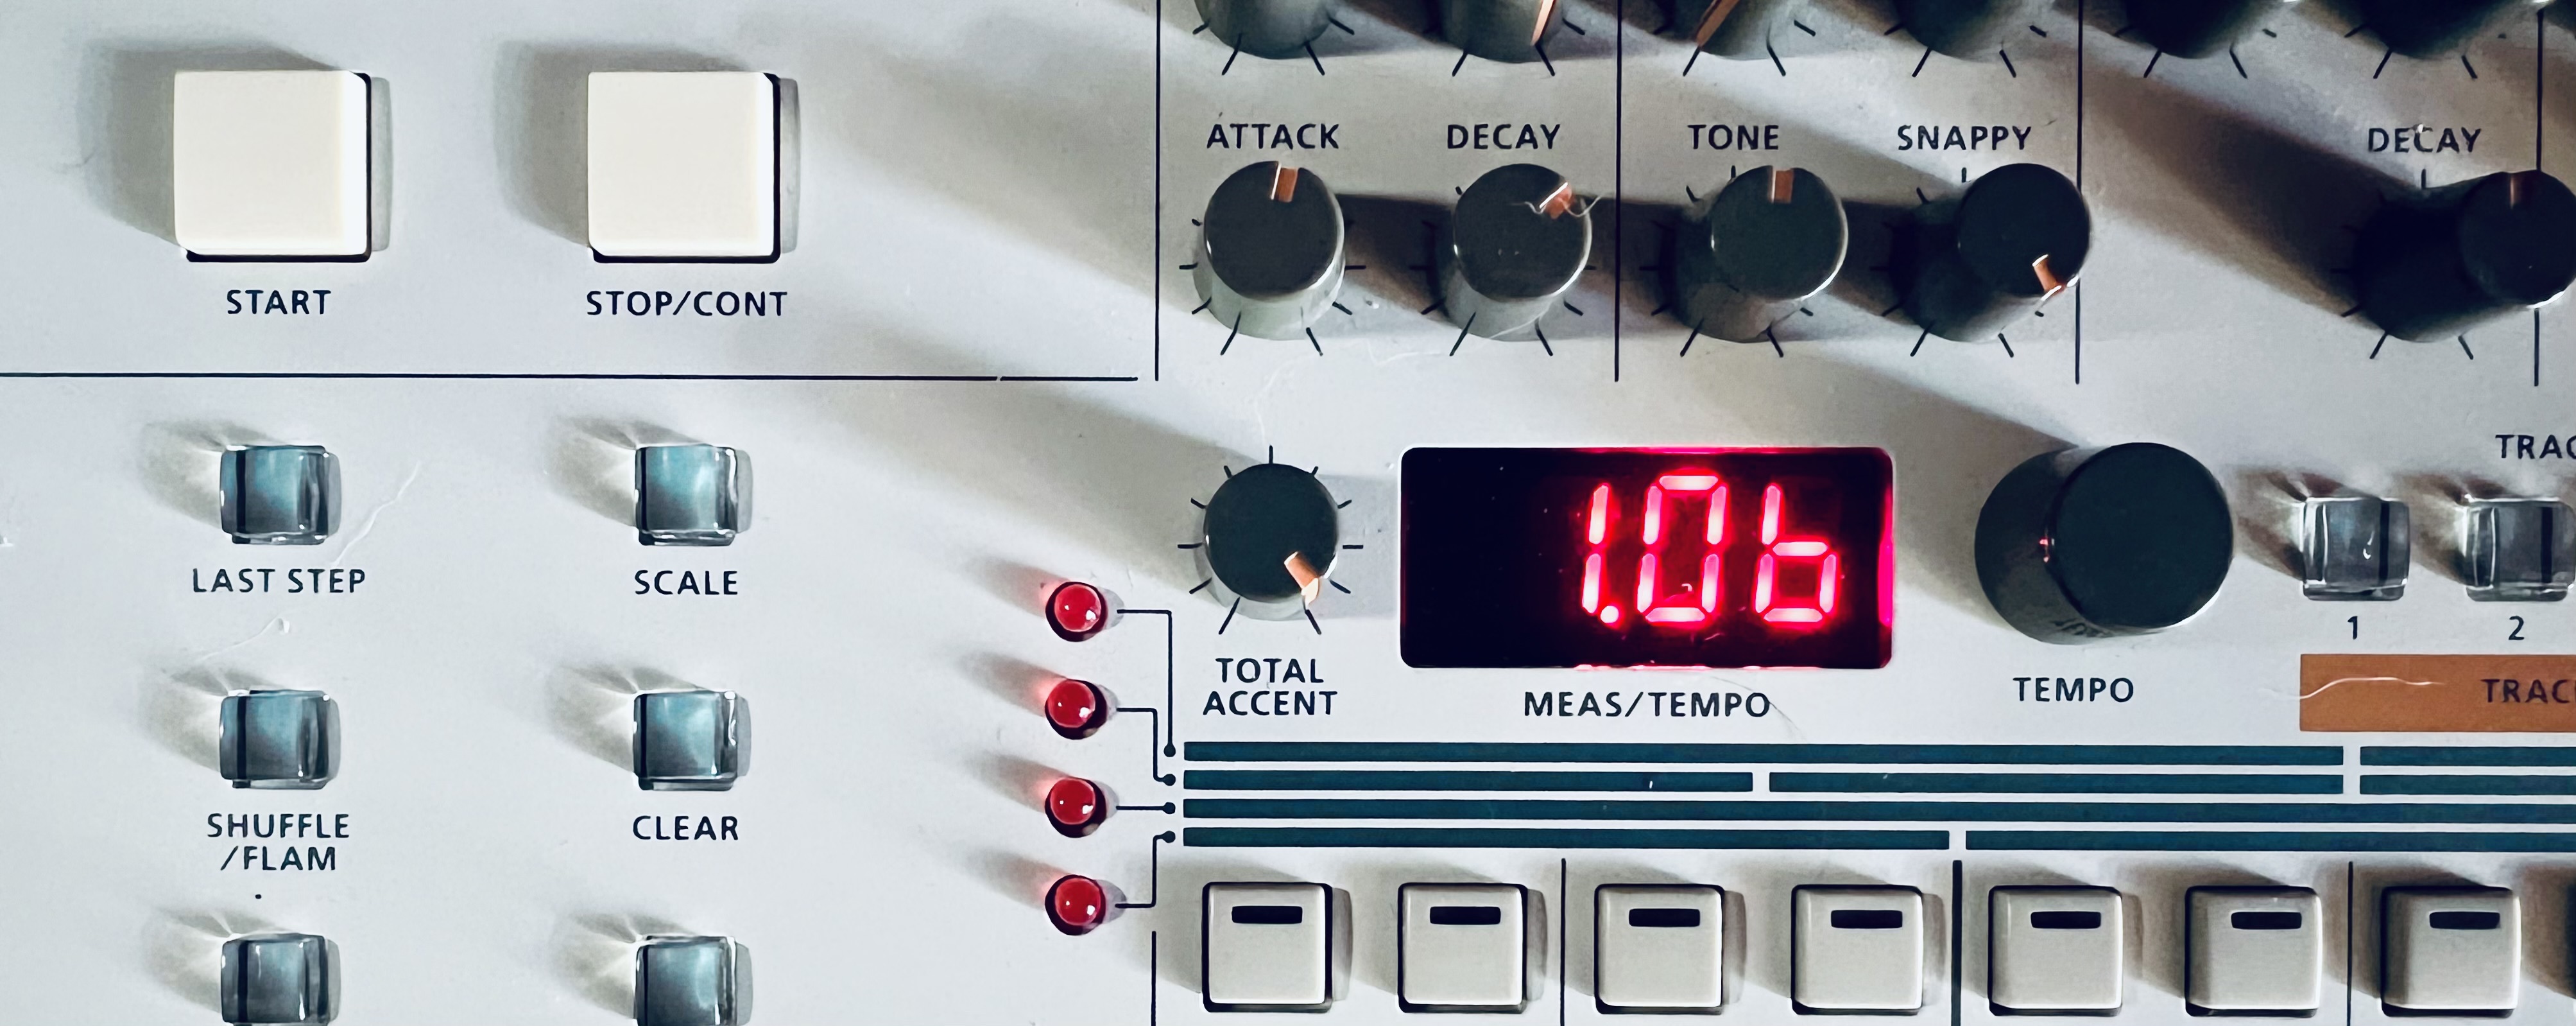 ATTACK DECAY TONE SNAPPY DECAY
START STOP/CONT
LAST STEP SCALE
1.06
1 2
TOTAL
ACCENT
MEAS/TEMPO TEMPO
SHUFFLE
/FLAM
CLEAR